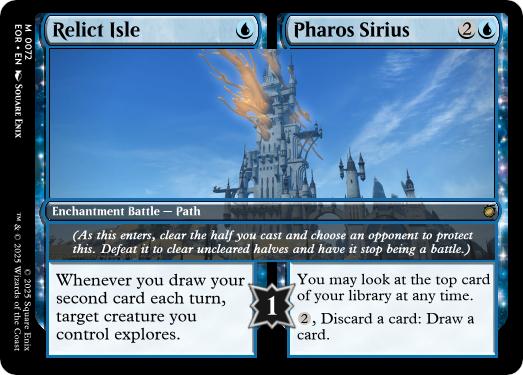 Relict Isle
Pharos Sirius 2
Enchantment Battle — Path
(As this enters, clear the half you cast and choose an opponent to protect
this. Defeat it to clear uncleared halves and have it stop being a battle.)
Whenever you draw your
second card each turn,
target creature you
control explores.
1
You may look at the top card
of your library at any time.
2, Discard a card: Draw a
card.
M 0072
EOR • EN SQUARE ENIX
™ & © 2025 Wizards of the Coast
© 2025 Square Enix